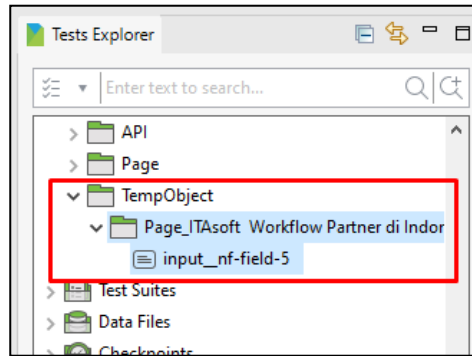 Tests Explorer
Enter text to search...
API
Page
TempObject
Page_ITAsoft Workflow Partner di Indor
input__nf-field-5
Test Suites
Data Files
Checkpoints